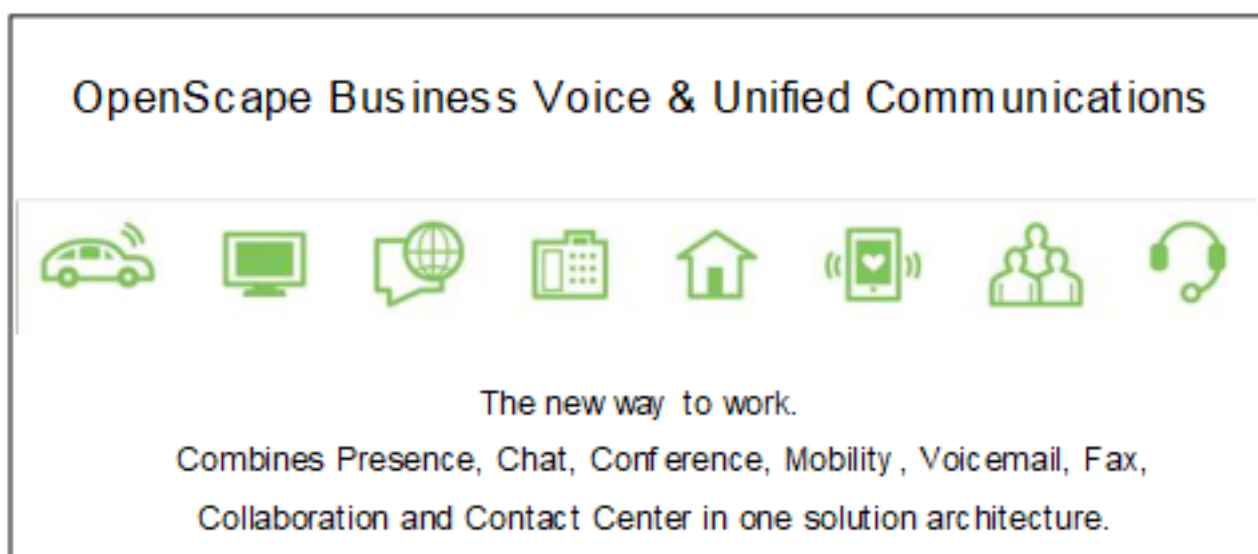 OpenScape Business Voice & Unified Communications
The new way to work.
Combines Presence, Chat, Conference, Mobility, Voicemail, Fax,
Collaboration and Contact Center in one solution architecture.